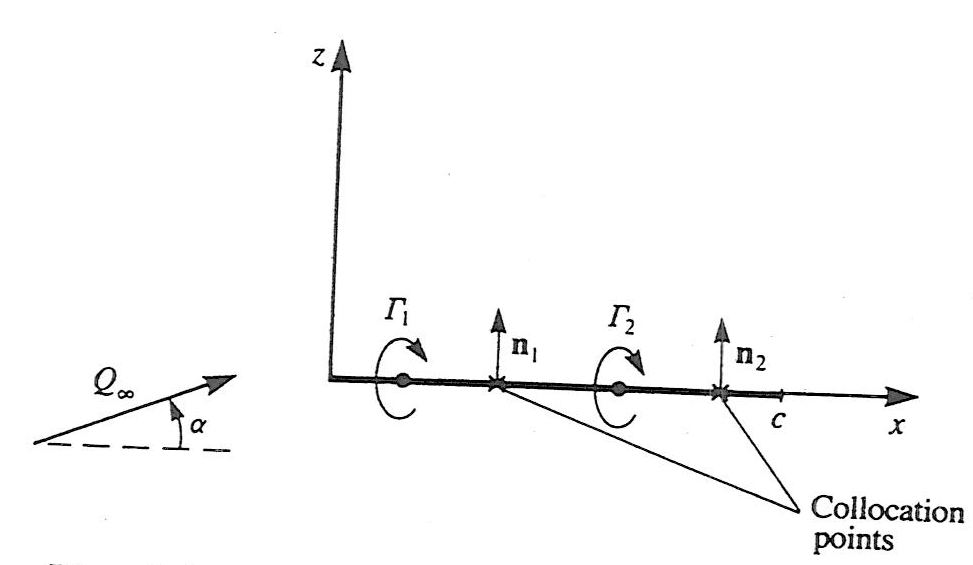 z
Γ₁
n₁
Γ₂
n₂
Q∞
α
c
x
Collocation
points